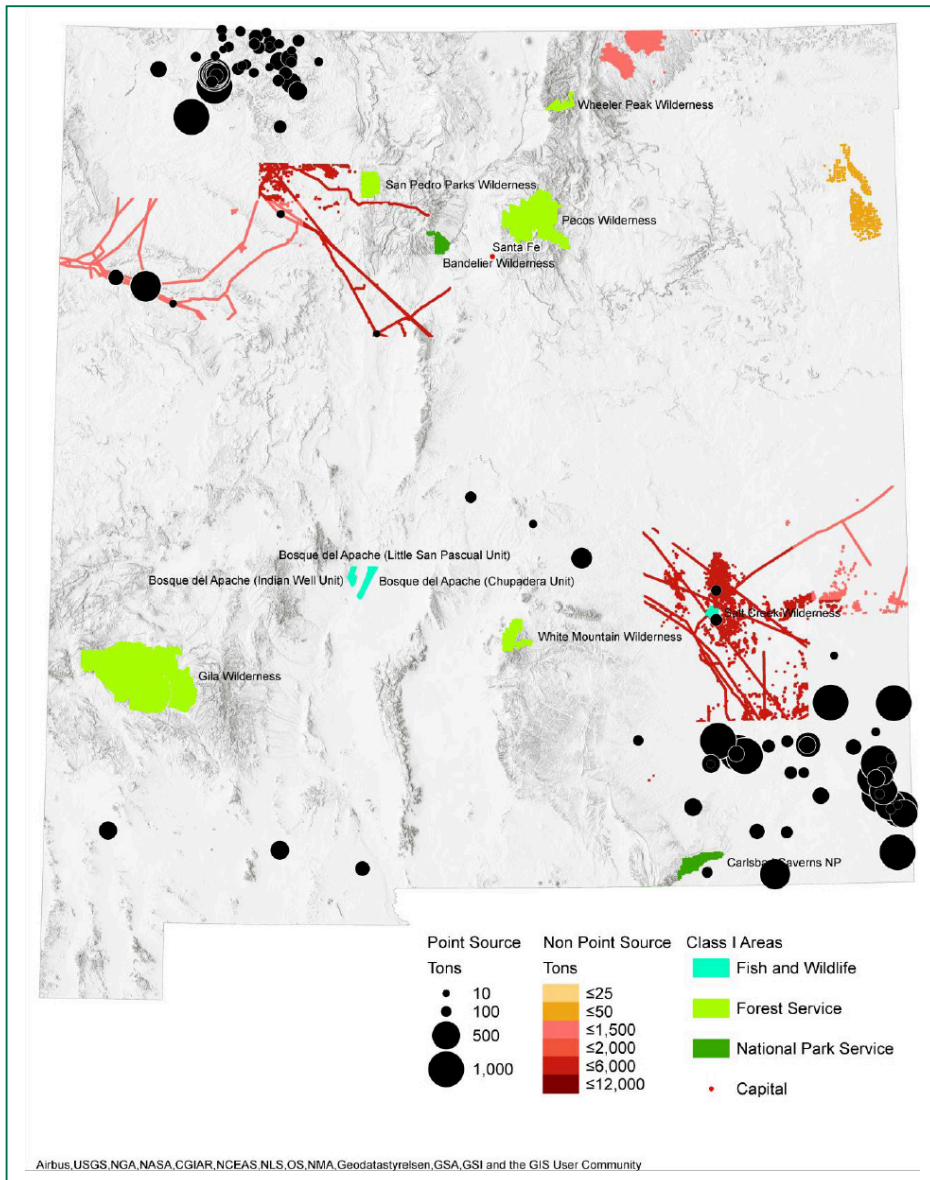 Wheeler Peak Wilderness
San Pedro Parks Wilderness
Pecos Wilderness
Santa Fe
Bandelier Wilderness
Bosque del Apache (Little San Pascual Unit)
Bosque del Apache (Indian Well Unit)
Bosque del Apache (Chupadera Unit)
Salt Creek Wilderness
White Mountain Wilderness
Gila Wilderness
Carlsbad Caverns NP
Point Source
Tons
10
100
500
1,000
Non Point Source
Tons
≤25
≤50
≤1,500
≤2,000
≤6,000
≤12,000
Class I Areas
Fish and Wildlife
Forest Service
National Park Service
Capital
Airbus,USGS,NGA,NASA,CGIAR,NCEAS,NLS,OS,NMA,Geodatastyrelsen,GSA,GSI and the GIS User Community